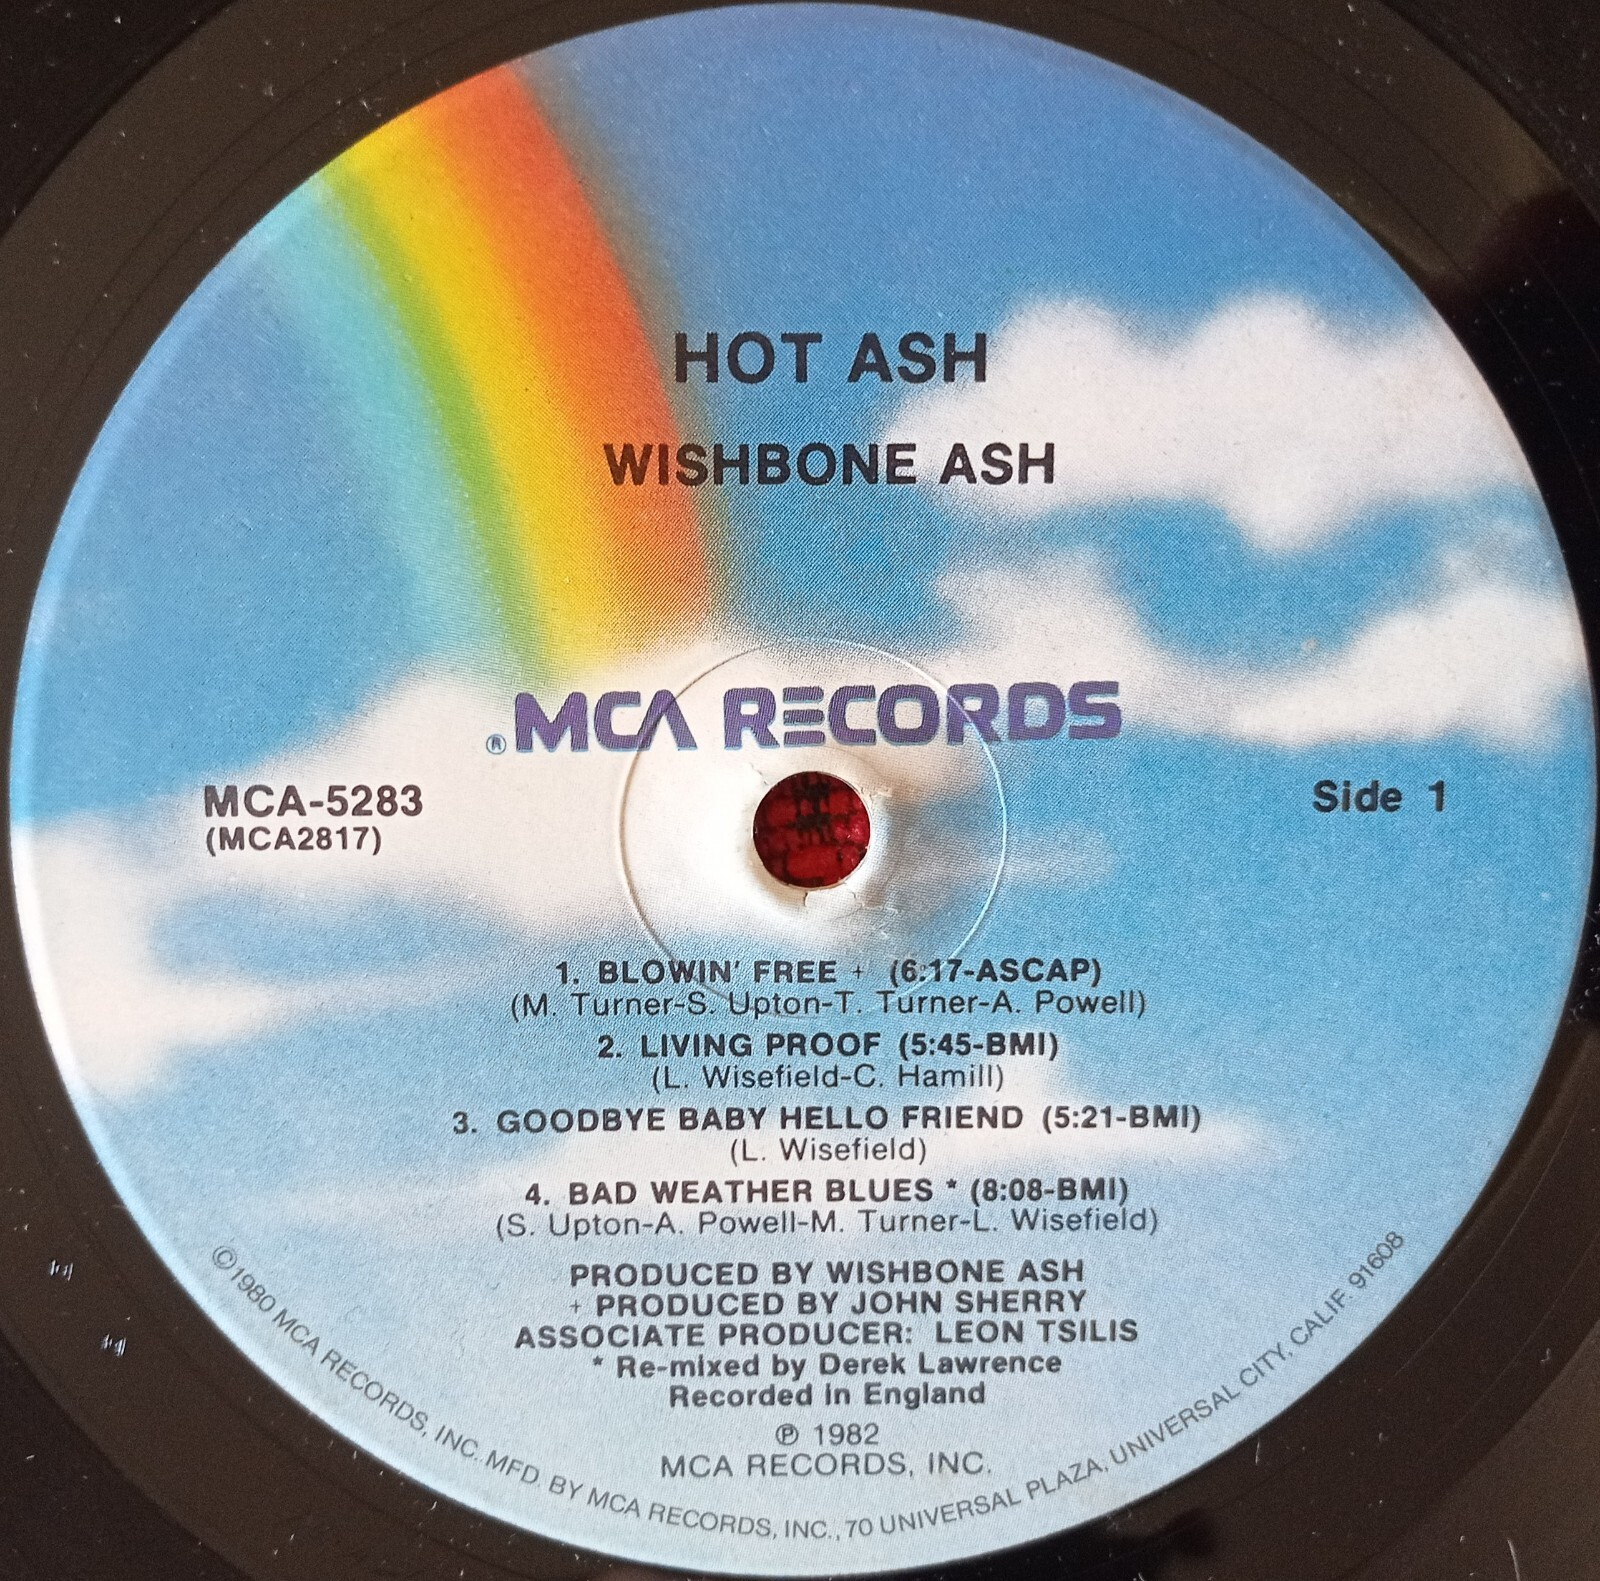 HOT ASH
WISHBONE ASH
® MCA RECORDS
MCA-5283
(MCA2817)
Side 1
1. BLOWIN' FREE + (6:17-ASCAP)
(M. Turner-S. Upton-T. Turner-A. Powell)
2. LIVING PROOF (5:45-BMI)
(L. Wisefield-C. Hamill)
3. GOODBYE BABY HELLO FRIEND (5:21-BMI)
(L. Wisefield)
4. BAD WEATHER BLUES * (8:08-BMI)
(S. Upton-A. Powell-M. Turner-L. Wisefield)
PRODUCED BY WISHBONE ASH
+ PRODUCED BY JOHN SHERRY
ASSOCIATE PRODUCER: LEON TSILIS
* Re-mixed by Derek Lawrence
Recorded In England
℗ 1982
MCA RECORDS, INC.
©1980 MCA RECORDS, INC. MFD. BY MCA RECORDS, INC., 70 UNIVERSAL PLAZA, UNIVERSAL CITY, CALIF. 91608